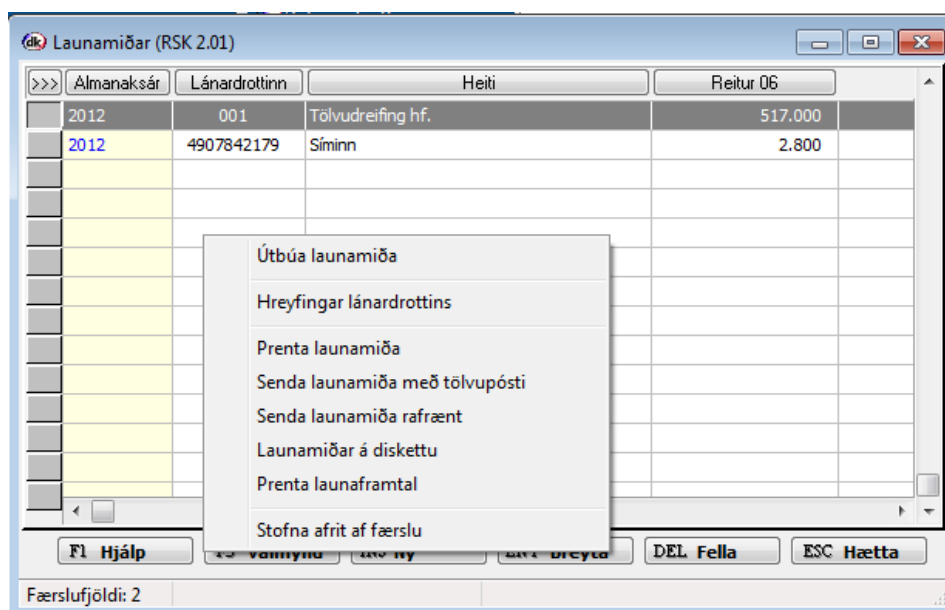 dk Launamiðar (RSK 2.01)
>>> Almanaksár Lánardrottinn Heiti Reitur 06
2012 001 Tölvudreifing hf. 517.000
2012 4907842179 Síminn 2.800
Útbúa launamiða
Hreyfingar lánardrottins
Prenta launamiða
Senda launamiða með tölvupósti
Senda launamiða rafrænt
Launamiðar á diskettu
Prenta launaframtal
Stofna afrit af færslu
F1 Hjálp DEL Fella ESC Hætta
Færslufjöldi: 2